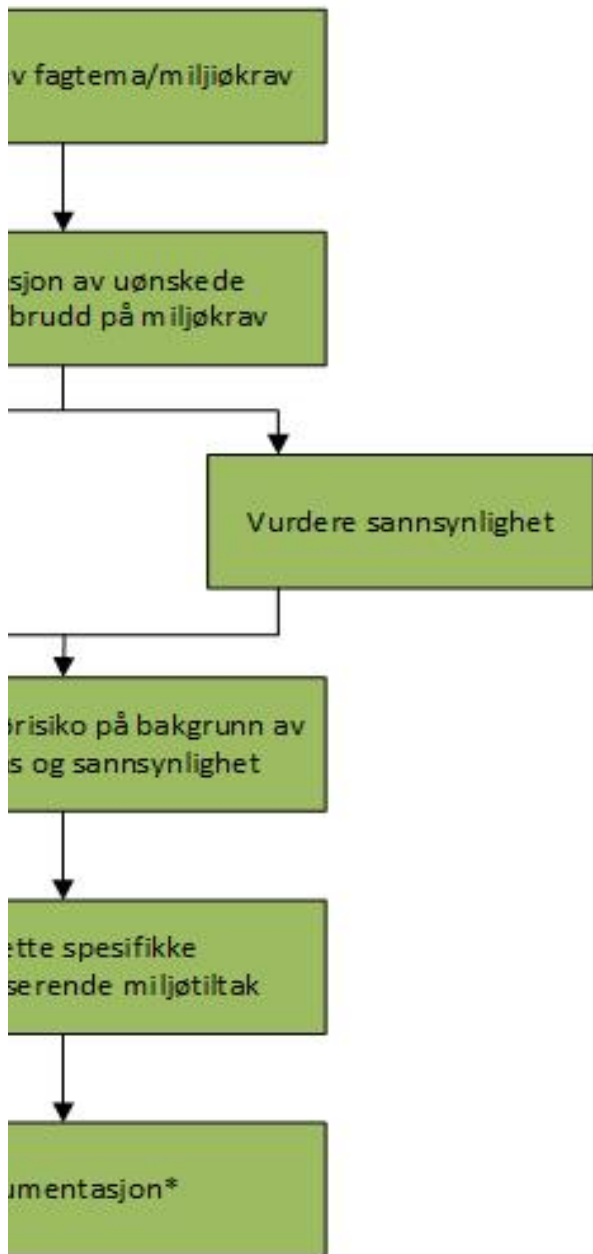 v fagtema/miljiøkrav
sjon av uønskede
brudd på miljøkrav
Vurdere sannsynlighet
risiko på bakgrunn av
s og sannsynlighet
ette spesifikke
serende miljøtiltak
umentasjon*